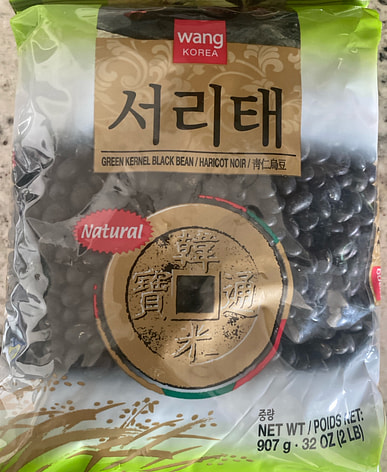 wang
KOREA
서리태
GREEN KERNEL BLACK BEAN / HARICOT NOIR / 靑仁烏豆
Natural
韓
寶 通
米
중량
NET WT / POIDS NET:
907 g · 32 OZ (2 LB)